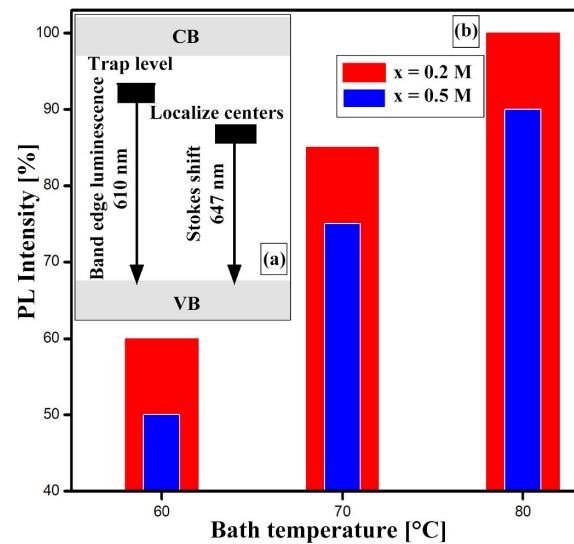 PL Intensity [%]
100
90
80
70
60
50
40
CB
Trap level
Localize centers
Band edge luminescence
610 nm
Stokes shift
647 nm
(a)
VB
(b)
x = 0.2 M
x = 0.5 M
60
70
80
Bath temperature [°C]